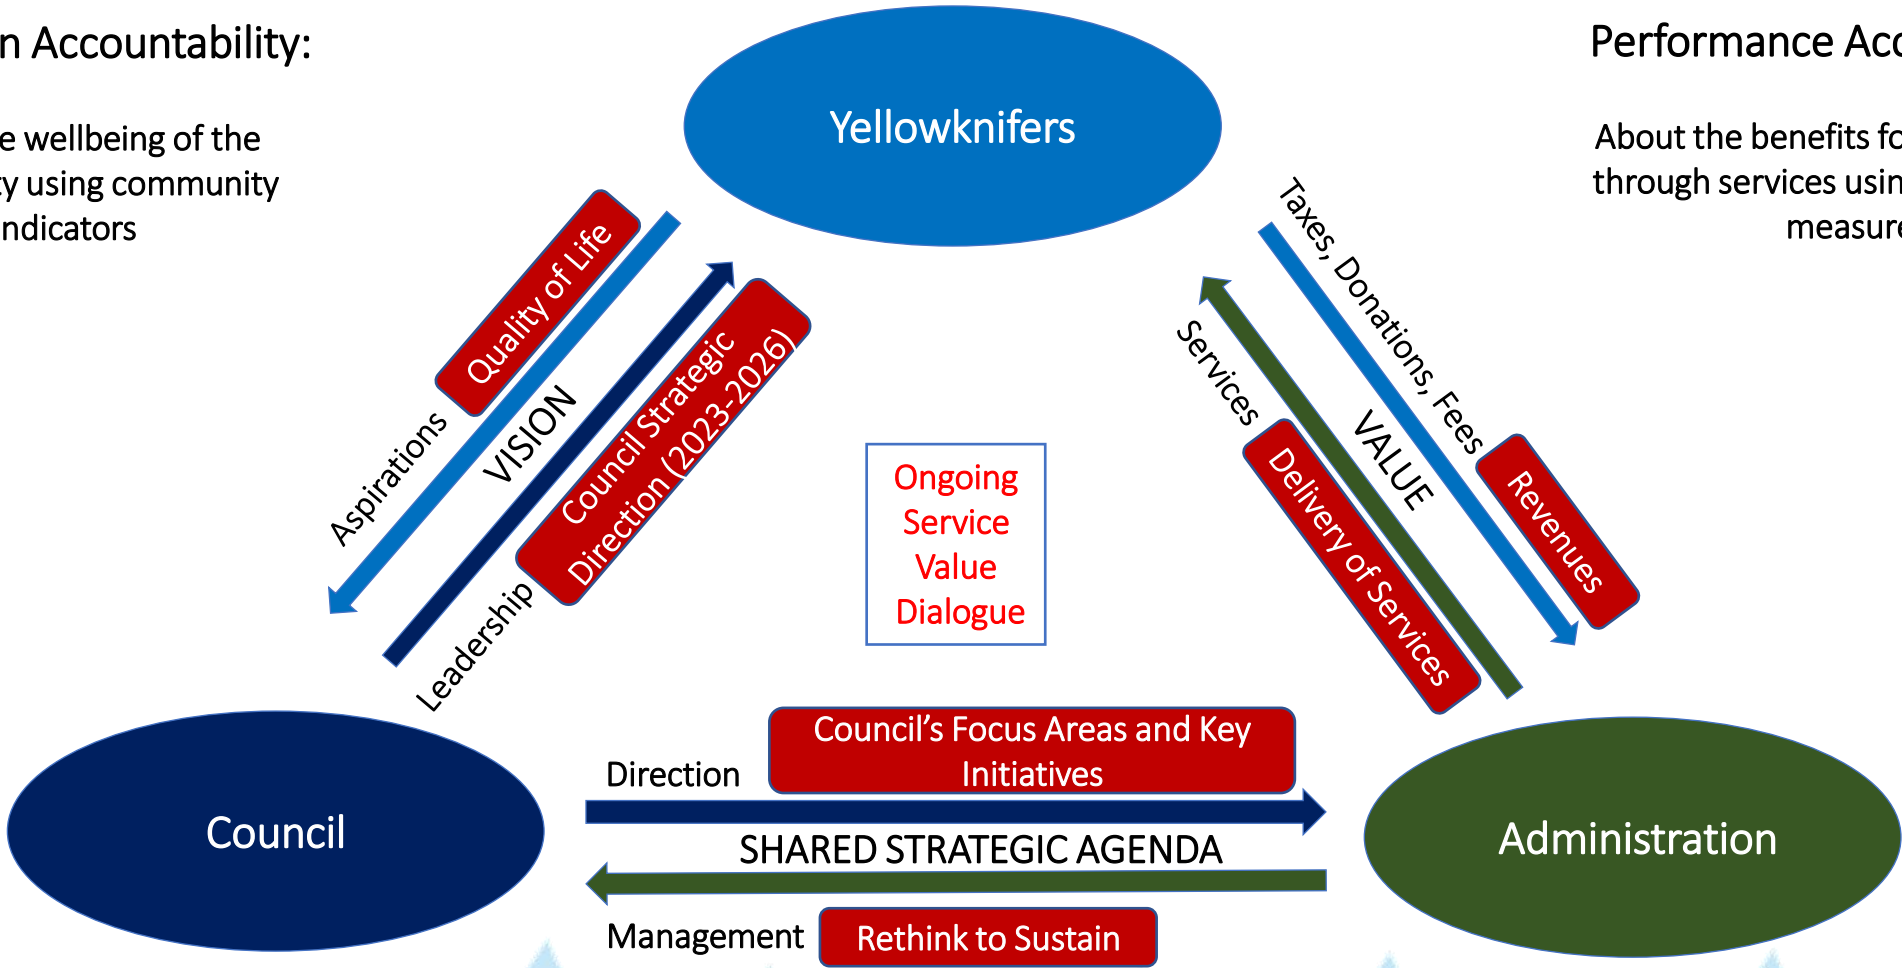 n Accountability:
e wellbeing of the
ty using community
ndicators
Yellowknifers
Performance Acc
About the benefits fo
through services usin
measure
Quality of Life
Aspirations
VISION
Council Strategic
Direction (2023-2026)
Leadership
Ongoing
Service
Value
Dialogue
Taxes, Donations, Fees
Revenues
VALUE
Services
Delivery of Services
Council's Focus Areas and Key
Initiatives
Direction
SHARED STRATEGIC AGENDA
Management
Rethink to Sustain
Council
Administration